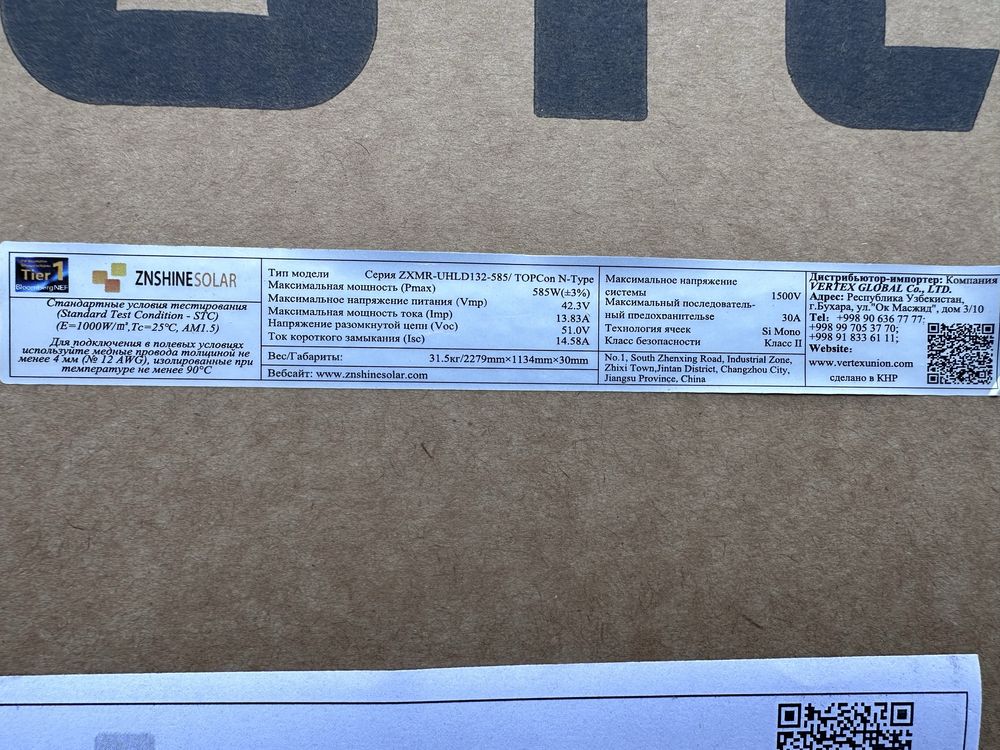 Tier 1
BloombergNEF
ZNSHINE SOLAR
Стандартные условия тестирования
(Standard Test Condition - STC)
(E=1000W/m²,Tc=25°C, AM1.5)
Для подключения в полевых условиях
используйте медные провода толщиной не
менее 4 мм (№ 12 AWG), изолированные при
температуре не менее 90°C
Тип модели Серия ZXMR-UHLD132-585/ TOPCon N-Type
Максимальная мощность (Pmax) 585W(±3%)
Максимальное напряжение питания (Vmp) 42.3V
Максимальное мощность тока (Imp) 13.83A
Напряжение разомкнутой цепи (Voc) 51.0V
Ток короткого замыкания (Isc) 14.58A
Вес/Габариты: 31.5кг/2279mm×1134mm×30mm
Вебсайт: www.znshinesolar.com
Максимальное напряжение
системы 1500V
Максимальный последователь-
ный предохранительье 30A
Технология ячеек Si Mono
Класс безопасности Класс II
No.1, South Zhenxing Road, Industrial Zone,
Zhixi Town,Jintan District, Changzhou City,
Jiangsu Province, China
Дистрибьютор-импортер: Компания
VERTEX GLOBAL Co., LTD.
Адрес: Республика Узбекистан,
г.Бухара, ул."Ок Масжид", дом 3/10
Tel: +998 90 636 77 77;
+998 99 705 37 70;
+998 91 833 61 11;
Website:
www.vertexunion.com
сделано в КНР